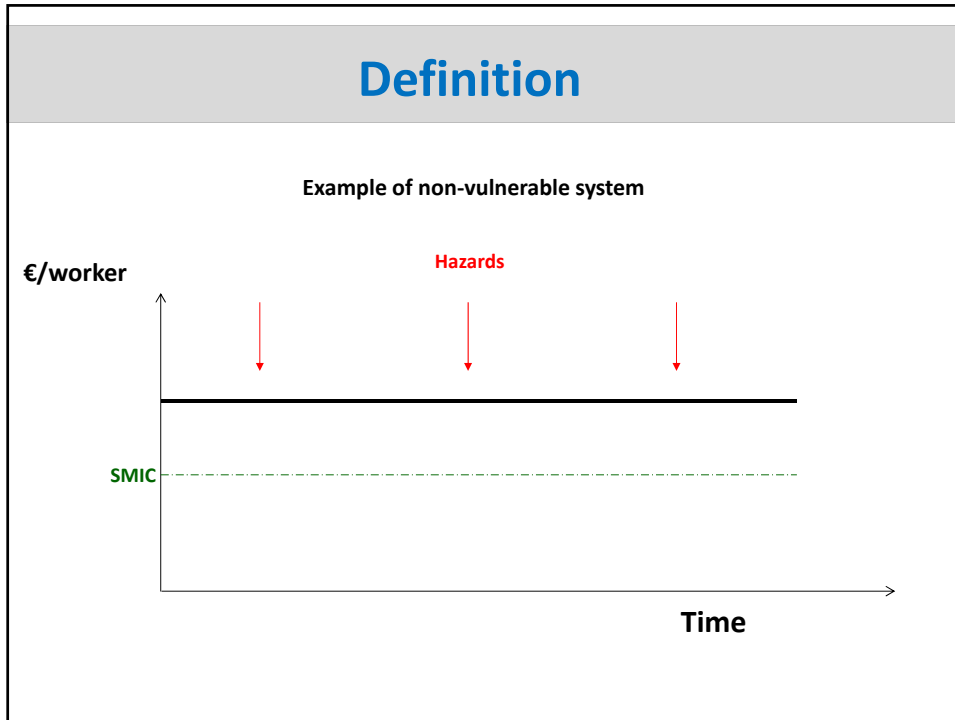 Definition
Example of non-vulnerable system
Hazards
€/worker
SMIC
Time